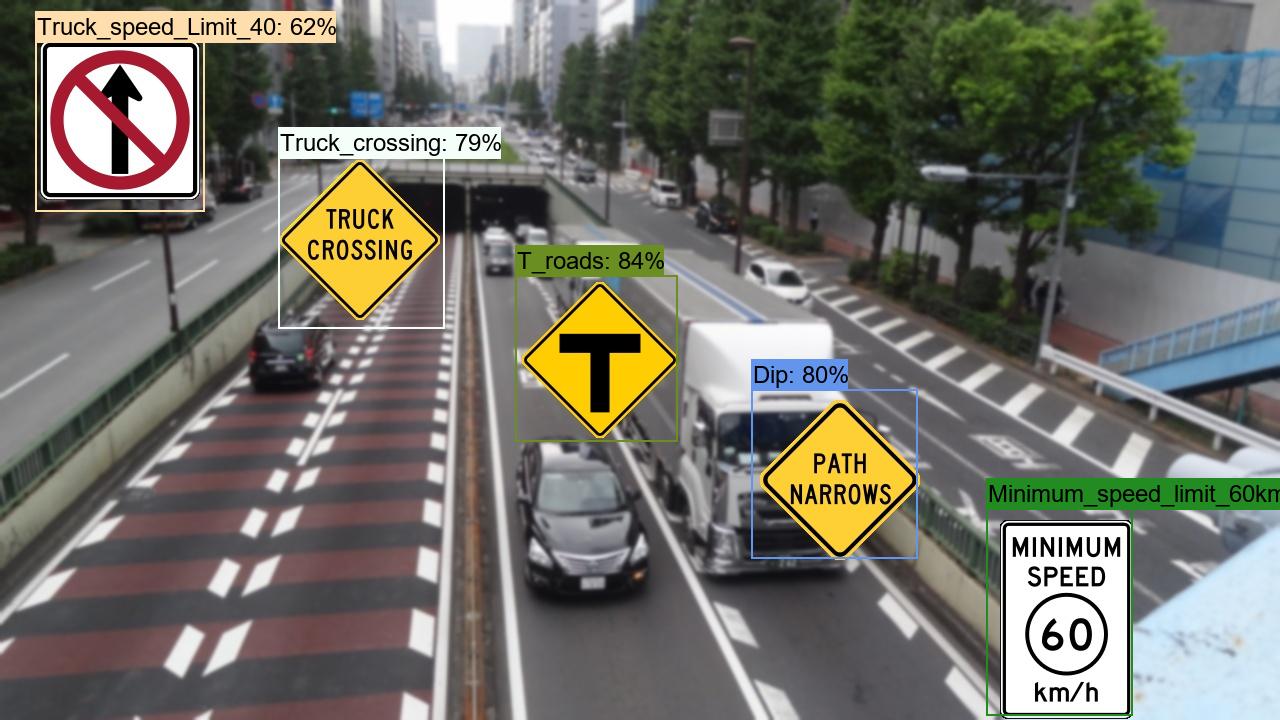 Truck_speed_Limit_40: 62%
Truck_crossing: 79%
TRUCK
CROSSING
T_roads: 84%
T
Dip: 80%
PATH
NARROWS
Minimum_speed_limit_60km
MINIMUM
SPEED
60
km/h